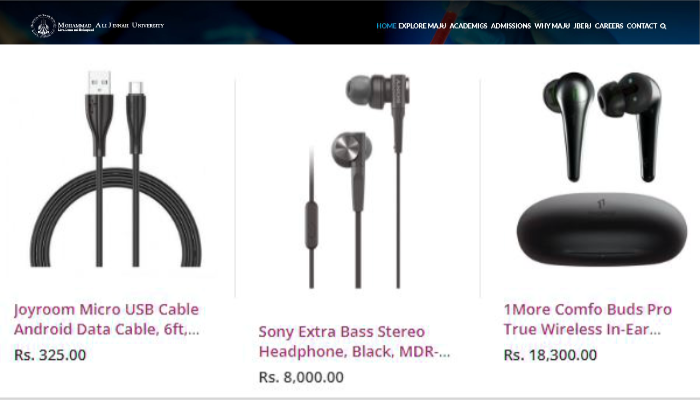 Mohammad Ali Jinnah University
HOME EXPLORE MAJU ACADEMICS ADMISSIONS WHY MAJU JBERJ CAREERS CONTACT
Joyroom Micro USB Cable
Android Data Cable, 6ft,...
Rs. 325.00
Sony Extra Bass Stereo
Headphone, Black, MDR-...
Rs. 8,000.00
1More Comfo Buds Pro
True Wireless In-Ear...
Rs. 18,300.00